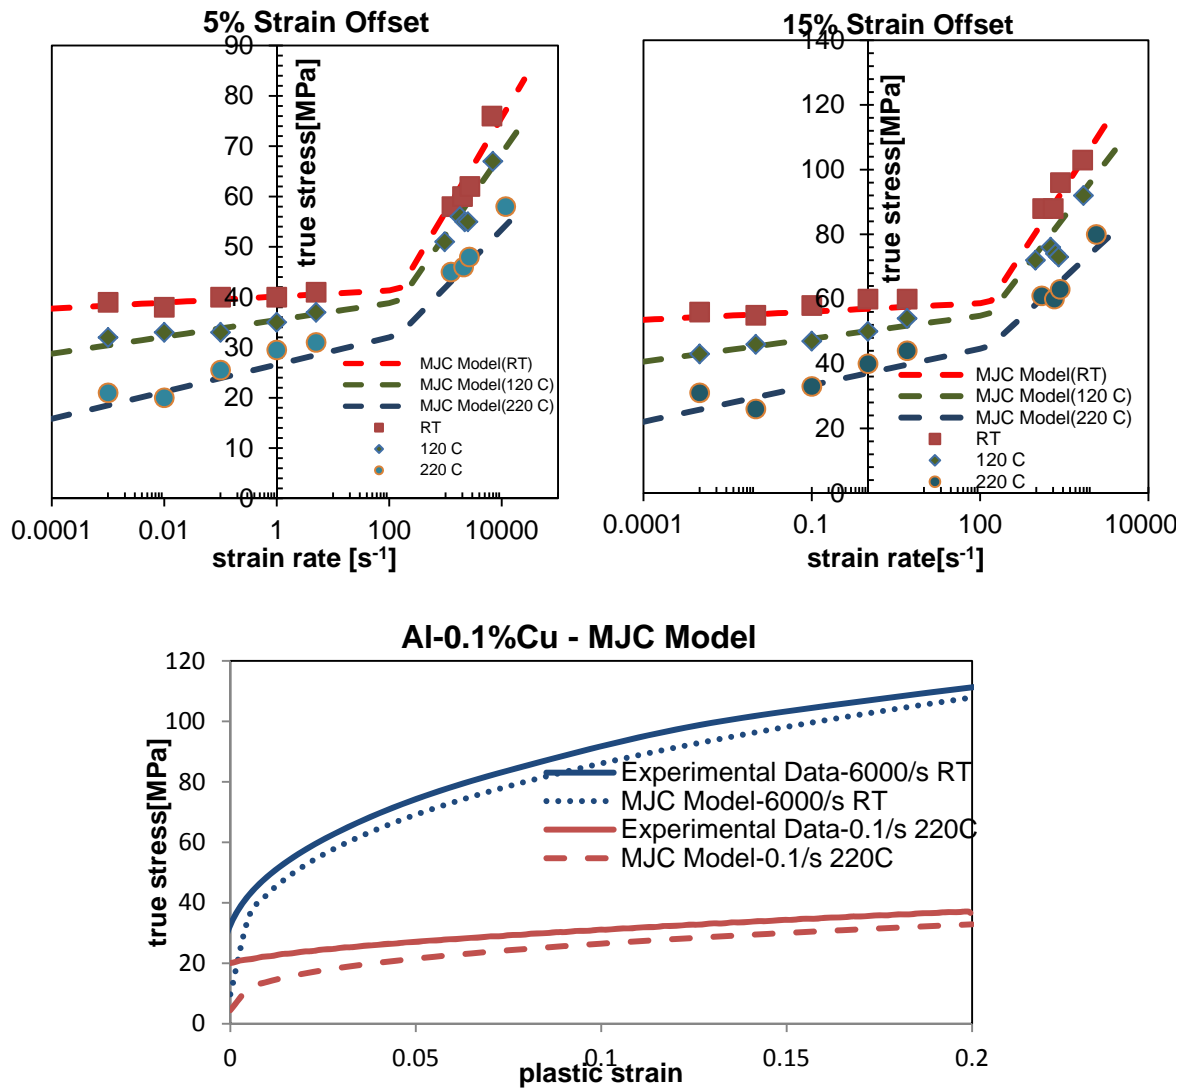 5% Strain Offset
90
80
70
60
50
40
30
20
10
0
true stress[MPa]
MJC Model(RT)
MJC Model(120 C)
MJC Model(220 C)
RT
120 C
220 C
0.0001 0.01 1 100 10000
strain rate [s⁻¹]
15% Strain Offset
140
120
100
80
60
40
20
0
true stress[MPa]
MJC Model(RT)
MJC Model(120 C)
MJC Model(220 C)
RT
120 C
220 C
0.0001 0.1 100 10000
strain rate[s⁻¹]
Al-0.1%Cu - MJC Model
120
100
80
60
40
20
0
true stress[MPa]
Experimental Data-6000/s RT
MJC Model-6000/s RT
Experimental Data-0.1/s 220C
MJC Model-0.1/s 220C
0 0.05 0.1 0.15 0.2
plastic strain